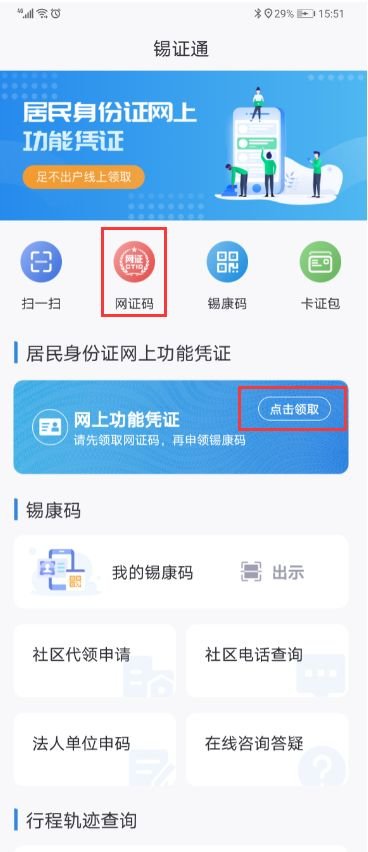 4G 29% 15:51
锡证通
居民身份证网上
功能凭证
足不出户线上领取
网证
CTID
扫一扫 网证码 锡康码 卡证包
居民身份证网上功能凭证
网上功能凭证 点击领取
请先领取网证码，再申领锡康码
锡康码
我的锡康码 出示
社区代领申请 社区电话查询
法人单位申码 在线咨询答疑
行程轨迹查询